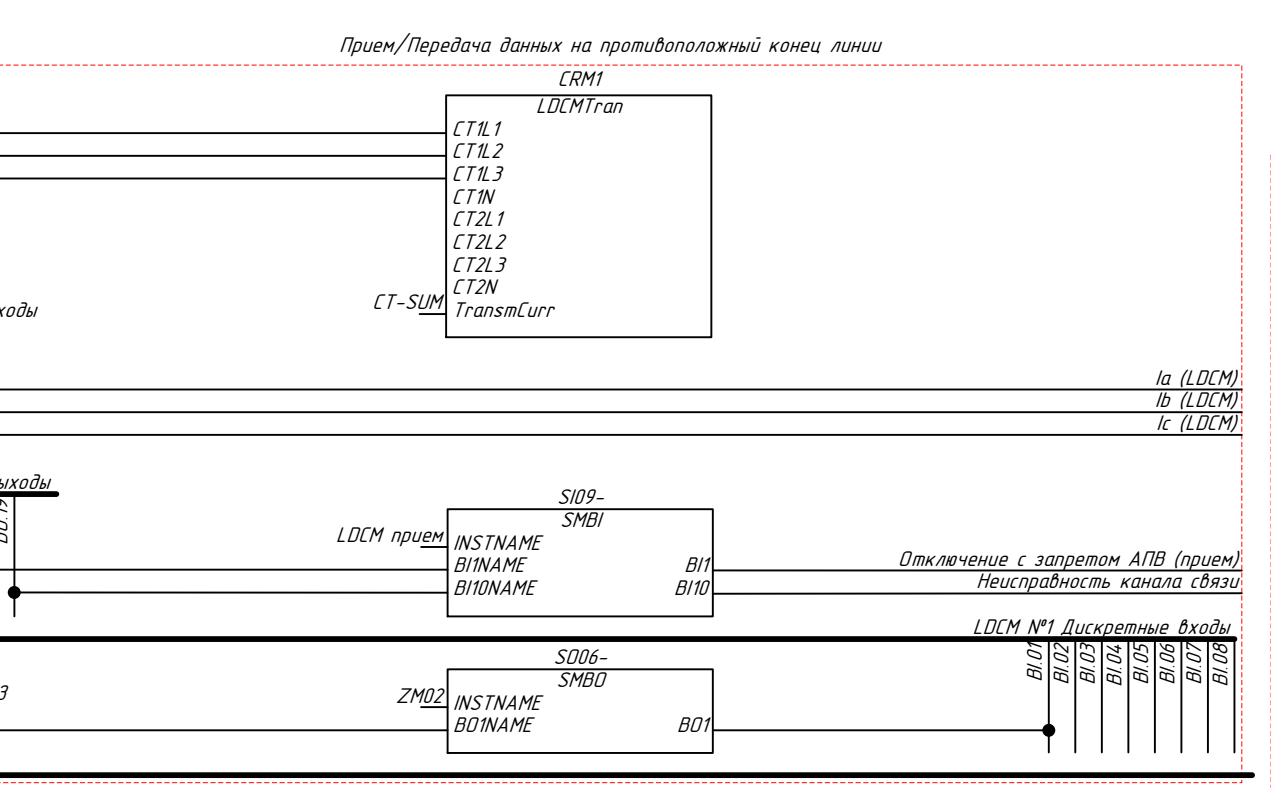 Прием/Передача данных на противоположный конец линии
CRM1
LDCMTran
CT1L1
CT1L2
CT1L3
CT1N
CT2L1
CT2L2
CT2L3
CT2N
CT-SUM TransmCurr
ходы
Ia (LDCM)
Ib (LDCM)
Ic (LDCM)
ыходы
SI09-
SMBI
LDCM прием INSTNAME
BI1NAME BI1 Отключение с запретом АПВ (прием)
BI10NAME BI10 Неисправность канала связи
LDCM №1 Дискретные входы
BI.01 BI.02 BI.03 BI.04 BI.05 BI.06 BI.07 BI.08
SO06-
SMBO
ZM02 INSTNAME
BO1NAME BO1